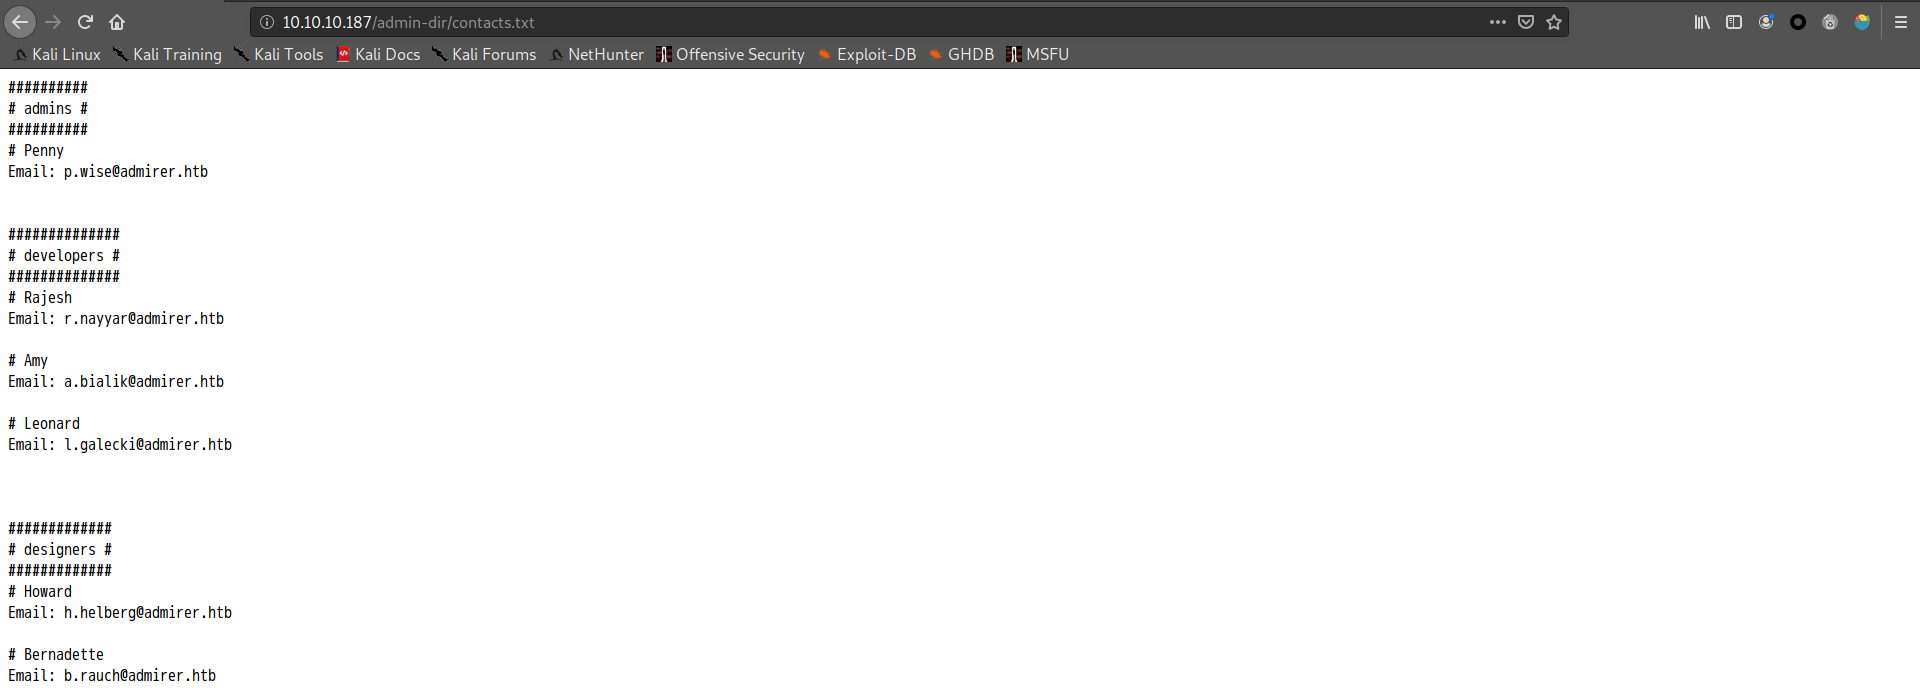 10.10.10.187/admin-dir/contacts.txt
Kali Linux Kali Training Kali Tools Kali Docs Kali Forums NetHunter Offensive Security Exploit-DB GHDB MSFU
##########
# admins #
##########
# Penny
Email: p.wise@admirer.htb
##############
# developers #
##############
# Rajesh
Email: r.nayyar@admirer.htb
# Amy
Email: a.bialik@admirer.htb
# Leonard
Email: l.galecki@admirer.htb
#############
# designers #
#############
# Howard
Email: h.helberg@admirer.htb
# Bernadette
Email: b.rauch@admirer.htb